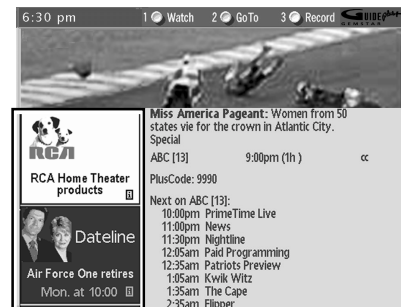 6:30 pm 1 Watch 2 GoTo 3 Record GUIDE Plus+
GEMSTAR
RCA
RCA Home Theater
products i
Dateline
Air Force One retires
Mon. at 10:00 i
Miss America Pageant: Women from 50
states vie for the crown in Atlantic City.
Special
ABC [13] 9:00pm (1h ) cc
PlusCode: 9990
Next on ABC [13]:
10:00pm PrimeTime Live
11:00pm News
11:30pm Nightline
12:05am Paid Programming
12:35am Patriots Preview
1:05am Kwik Witz
1:35am The Cape
2:35am Flipper